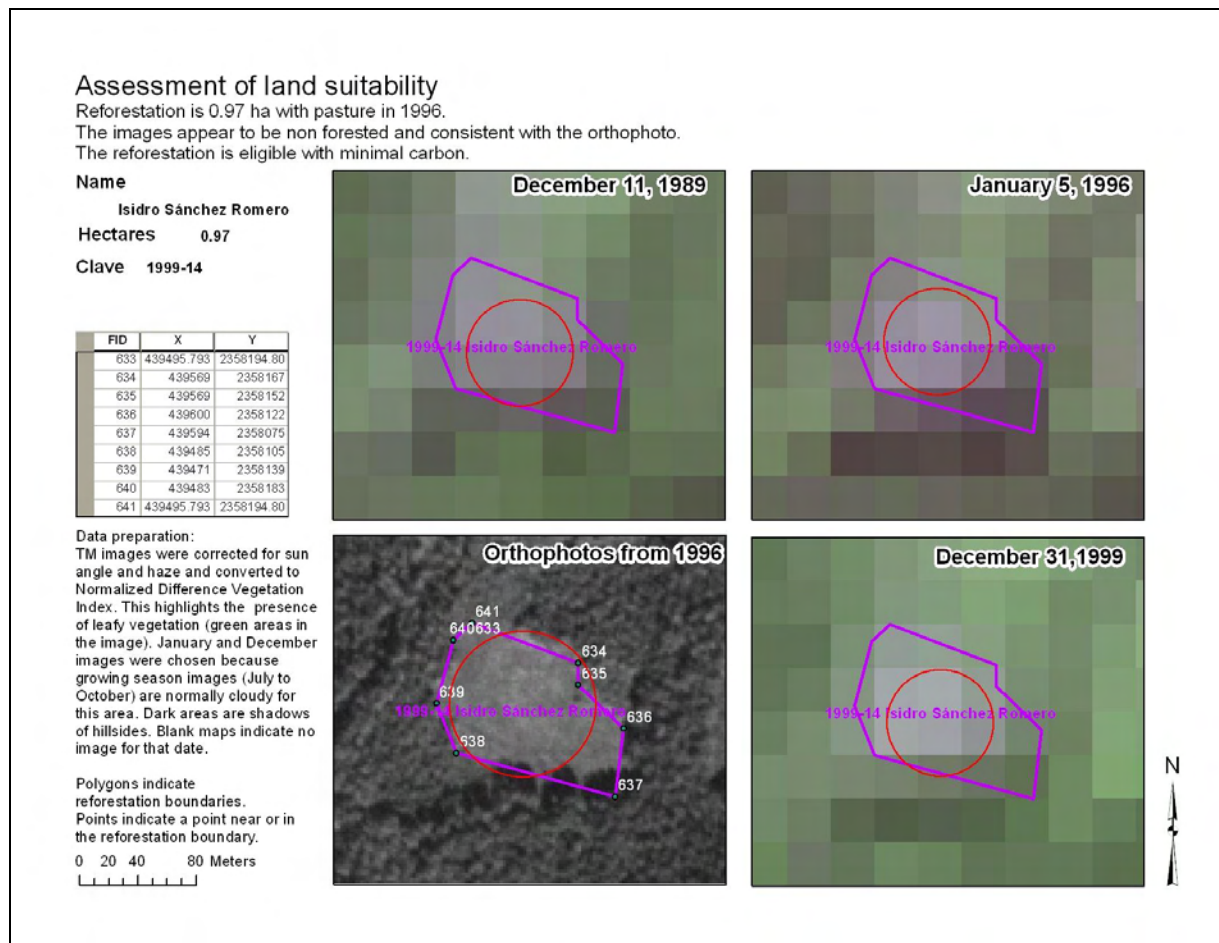 Assessment of land suitability
Reforestation is 0.97 ha with pasture in 1996.
The images appear to be non forested and consistent with the orthophoto.
The reforestation is eligible with minimal carbon.
Name
Isidro Sánchez Romero
Hectares 0.97
Clave 1999-14
FID X Y
633 439495.793 2358194.80
634 439569 2358167
635 439569 2358152
636 439600 2358122
637 439594 2358075
638 439485 2358105
639 439471 2358139
640 439483 2358183
641 439495.793 2358194.80
Data preparation:
TM images were corrected for sun
angle and haze and converted to
Normalized Difference Vegetation
Index. This highlights the presence
of leafy vegetation (green areas in
the image). January and December
images were chosen because
growing season images (July to
October) are normally cloudy for
this area. Dark areas are shadows
of hillsides. Blank maps indicate no
image for that date.
Polygons indicate
reforestation boundaries.
Points indicate a point near or in
the reforestation boundary.
0 20 40 80 Meters
December 11, 1989
1999-14 Isidro Sánchez Romero
January 5, 1996
1999-14 Isidro Sánchez Romero
Orthophotos from 1996
641
640 633
634
635
639
1999-14 Isidro Sánchez Romero
636
638
637
December 31,1999
1999-14 Isidro Sánchez Romero
N